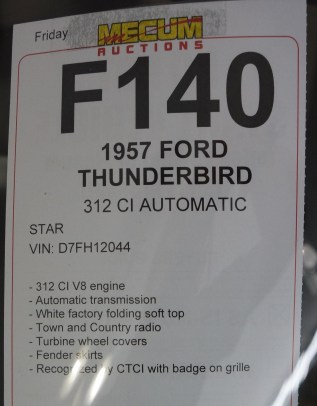 Friday
MECUM
AUCTIONS
F140
1957 FORD
THUNDERBIRD
312 CI AUTOMATIC
STAR
VIN: D7FH12044
- 312 CI V8 engine
- Automatic transmission
- White factory folding soft top
- Town and Country radio
- Turbine wheel covers
- Fender skirts
- Recognized by CTCI with badge on grille